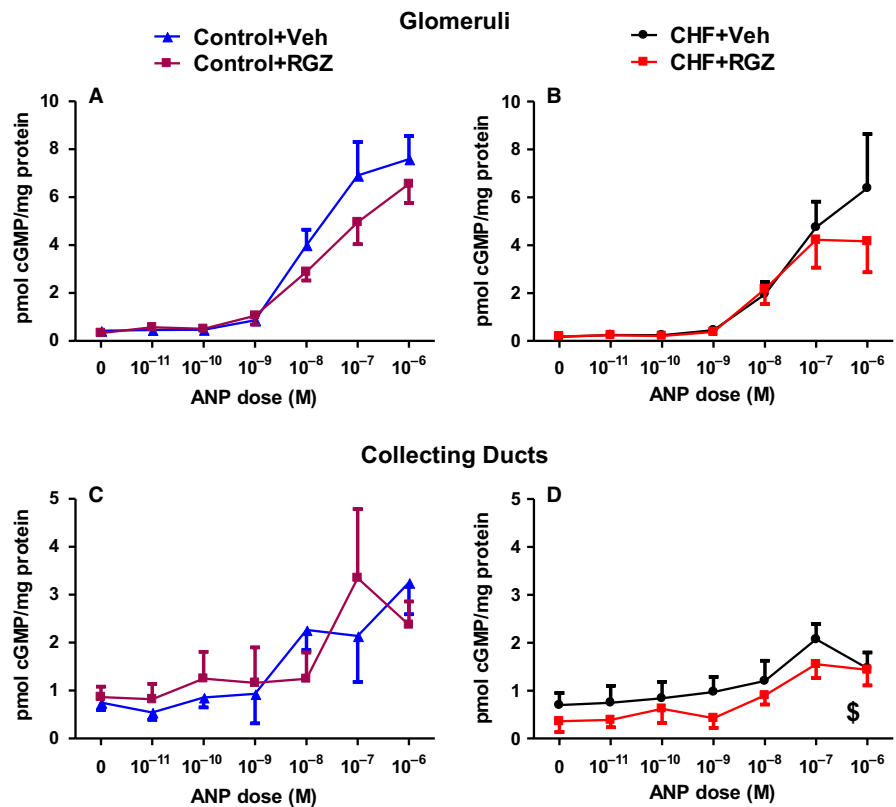 Glomeruli
Control+Veh
Control+RGZ
CHF+Veh
CHF+RGZ
A
pmol cGMP/mg protein
10
8
6
4
2
0
0 10⁻¹¹ 10⁻¹⁰ 10⁻⁹ 10⁻⁸ 10⁻⁷ 10⁻⁶
ANP dose (M)
B
pmol cGMP/mg protein
10
8
6
4
2
0
0 10⁻¹¹ 10⁻¹⁰ 10⁻⁹ 10⁻⁸ 10⁻⁷ 10⁻⁶
ANP dose (M)
Collecting Ducts
C
pmol cGMP/mg protein
5
4
3
2
1
0
0 10⁻¹¹ 10⁻¹⁰ 10⁻⁹ 10⁻⁸ 10⁻⁷ 10⁻⁶
ANP dose (M)
D
pmol cGMP/mg protein
5
4
3
2
1
0
$
0 10⁻¹¹ 10⁻¹⁰ 10⁻⁹ 10⁻⁸ 10⁻⁷ 10⁻⁶
ANP dose (M)